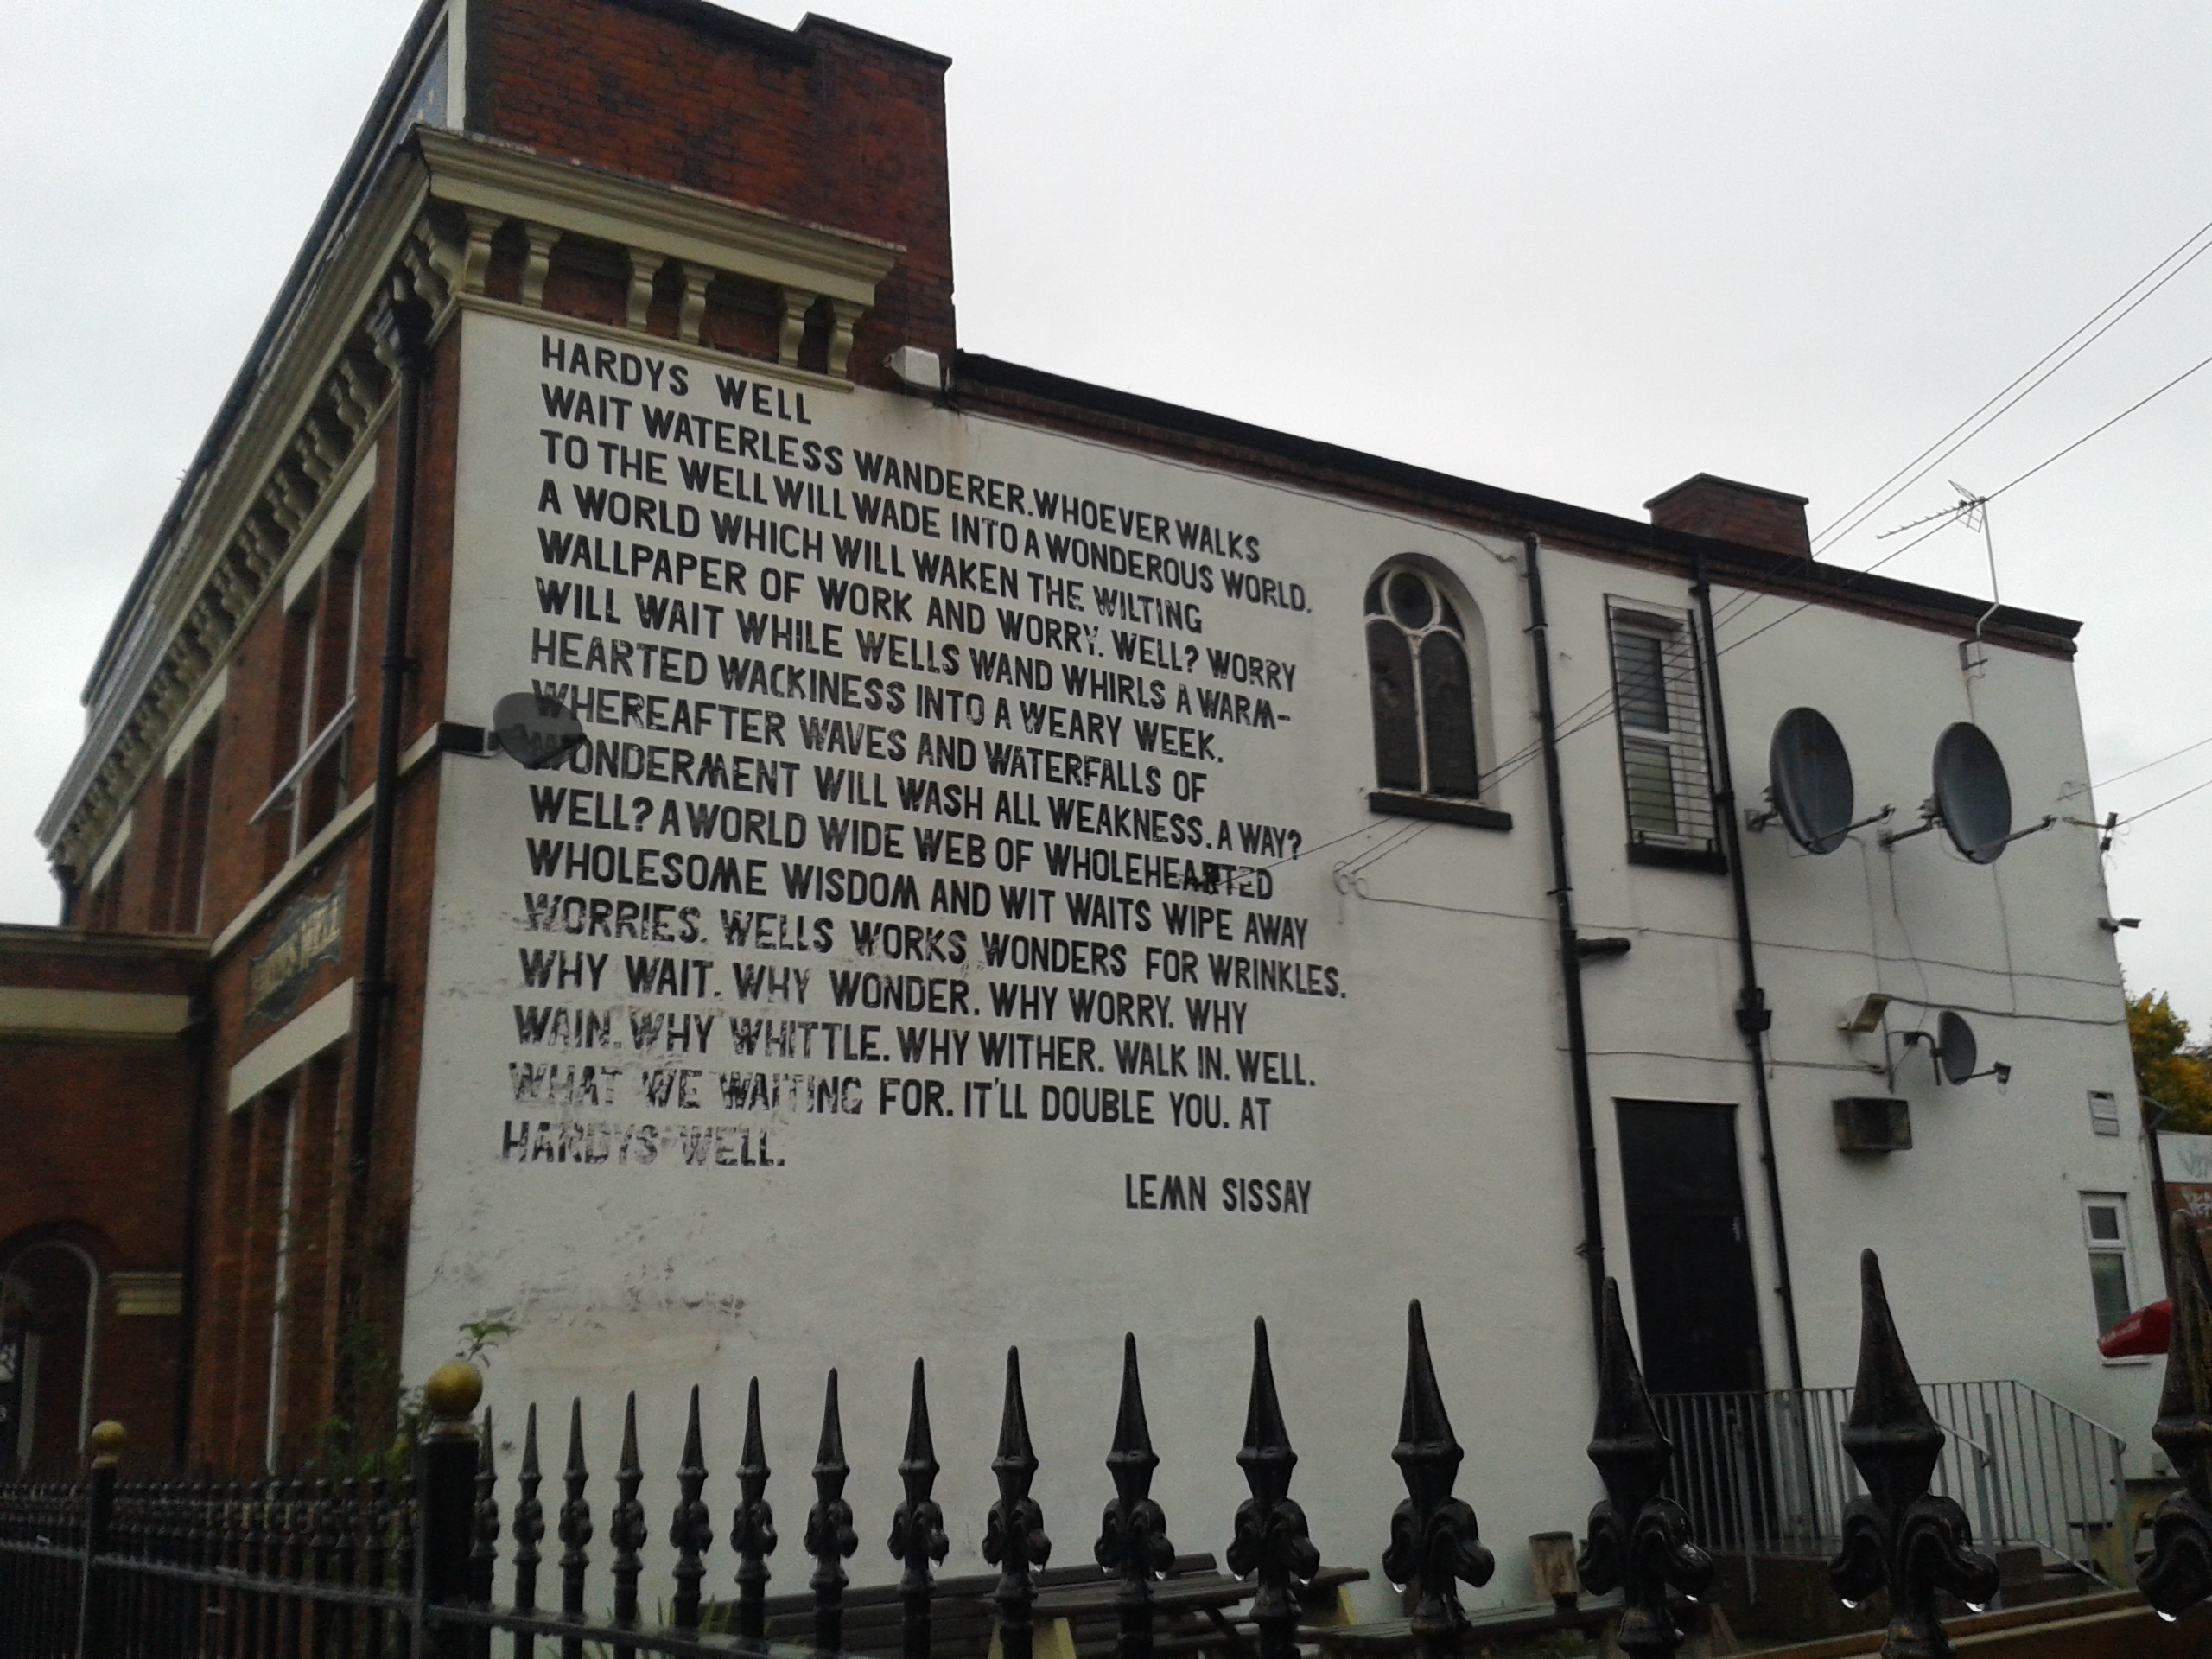 HARDYS WELL
WAIT WATERLESS WANDERER. WHOEVER WALKS
TO THE WELL WILL WADE INTO A WONDEROUS WORLD.
A WORLD WHICH WILL WAKEN THE WILTING
WALLPAPER OF WORK AND WORRY. WELL? WORRY
WILL WAIT WHILE WELLS WAND WHIRLS A WARM-
HEARTED WACKINESS INTO A WEARY WEEK.
WHEREAFTER WAVES AND WATERFALLS OF
WONDERMENT WILL WASH ALL WEAKNESS. A WAY?
WELL? A WORLD WIDE WEB OF WHOLEHEARTED
WHOLESOME WISDOM AND WIT WAITS WIPE AWAY
WORRIES. WELLS WORKS WONDERS FOR WRINKLES.
WHY WAIT. WHY WONDER. WHY WORRY. WHY
WAIN. WHY WHITTLE. WHY WITHER. WALK IN. WELL.
WHAT WE WAITING FOR. IT'LL DOUBLE YOU. AT
HARDYS WELL.
LEMN SISSAY